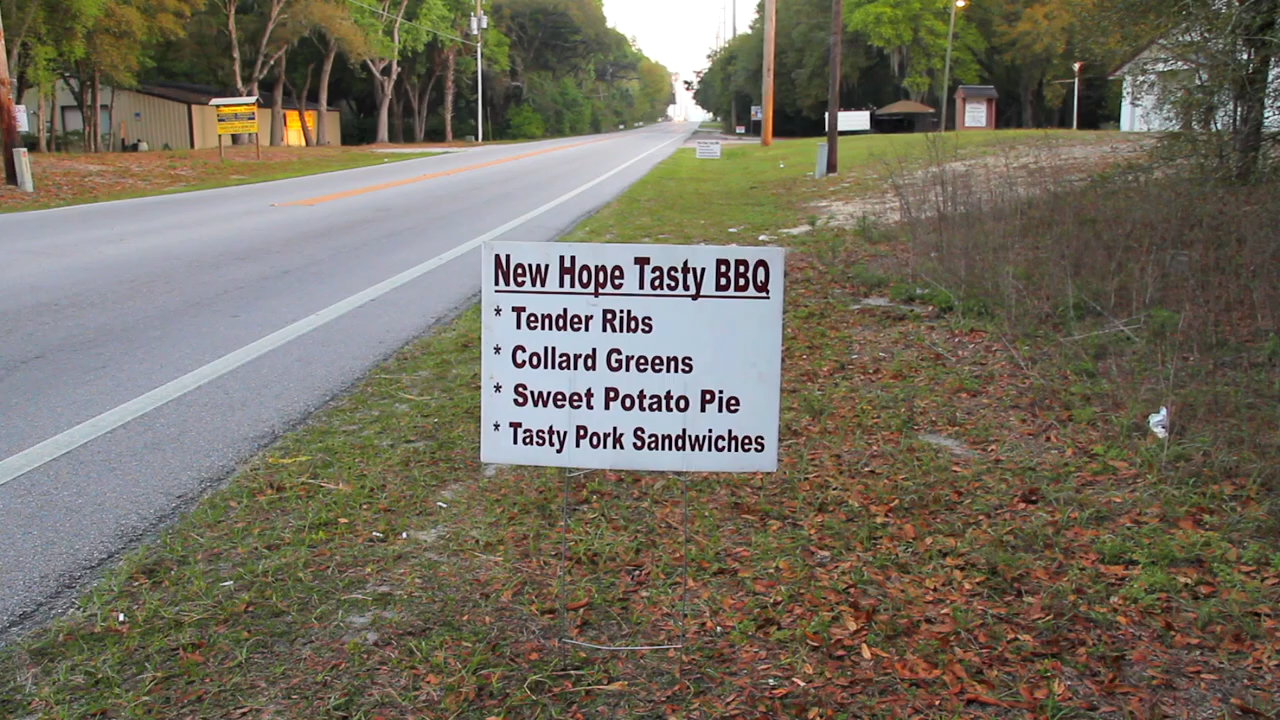 New Hope Tasty BBQ
* Tender Ribs
* Collard Greens
* Sweet Potato Pie
* Tasty Pork Sandwiches